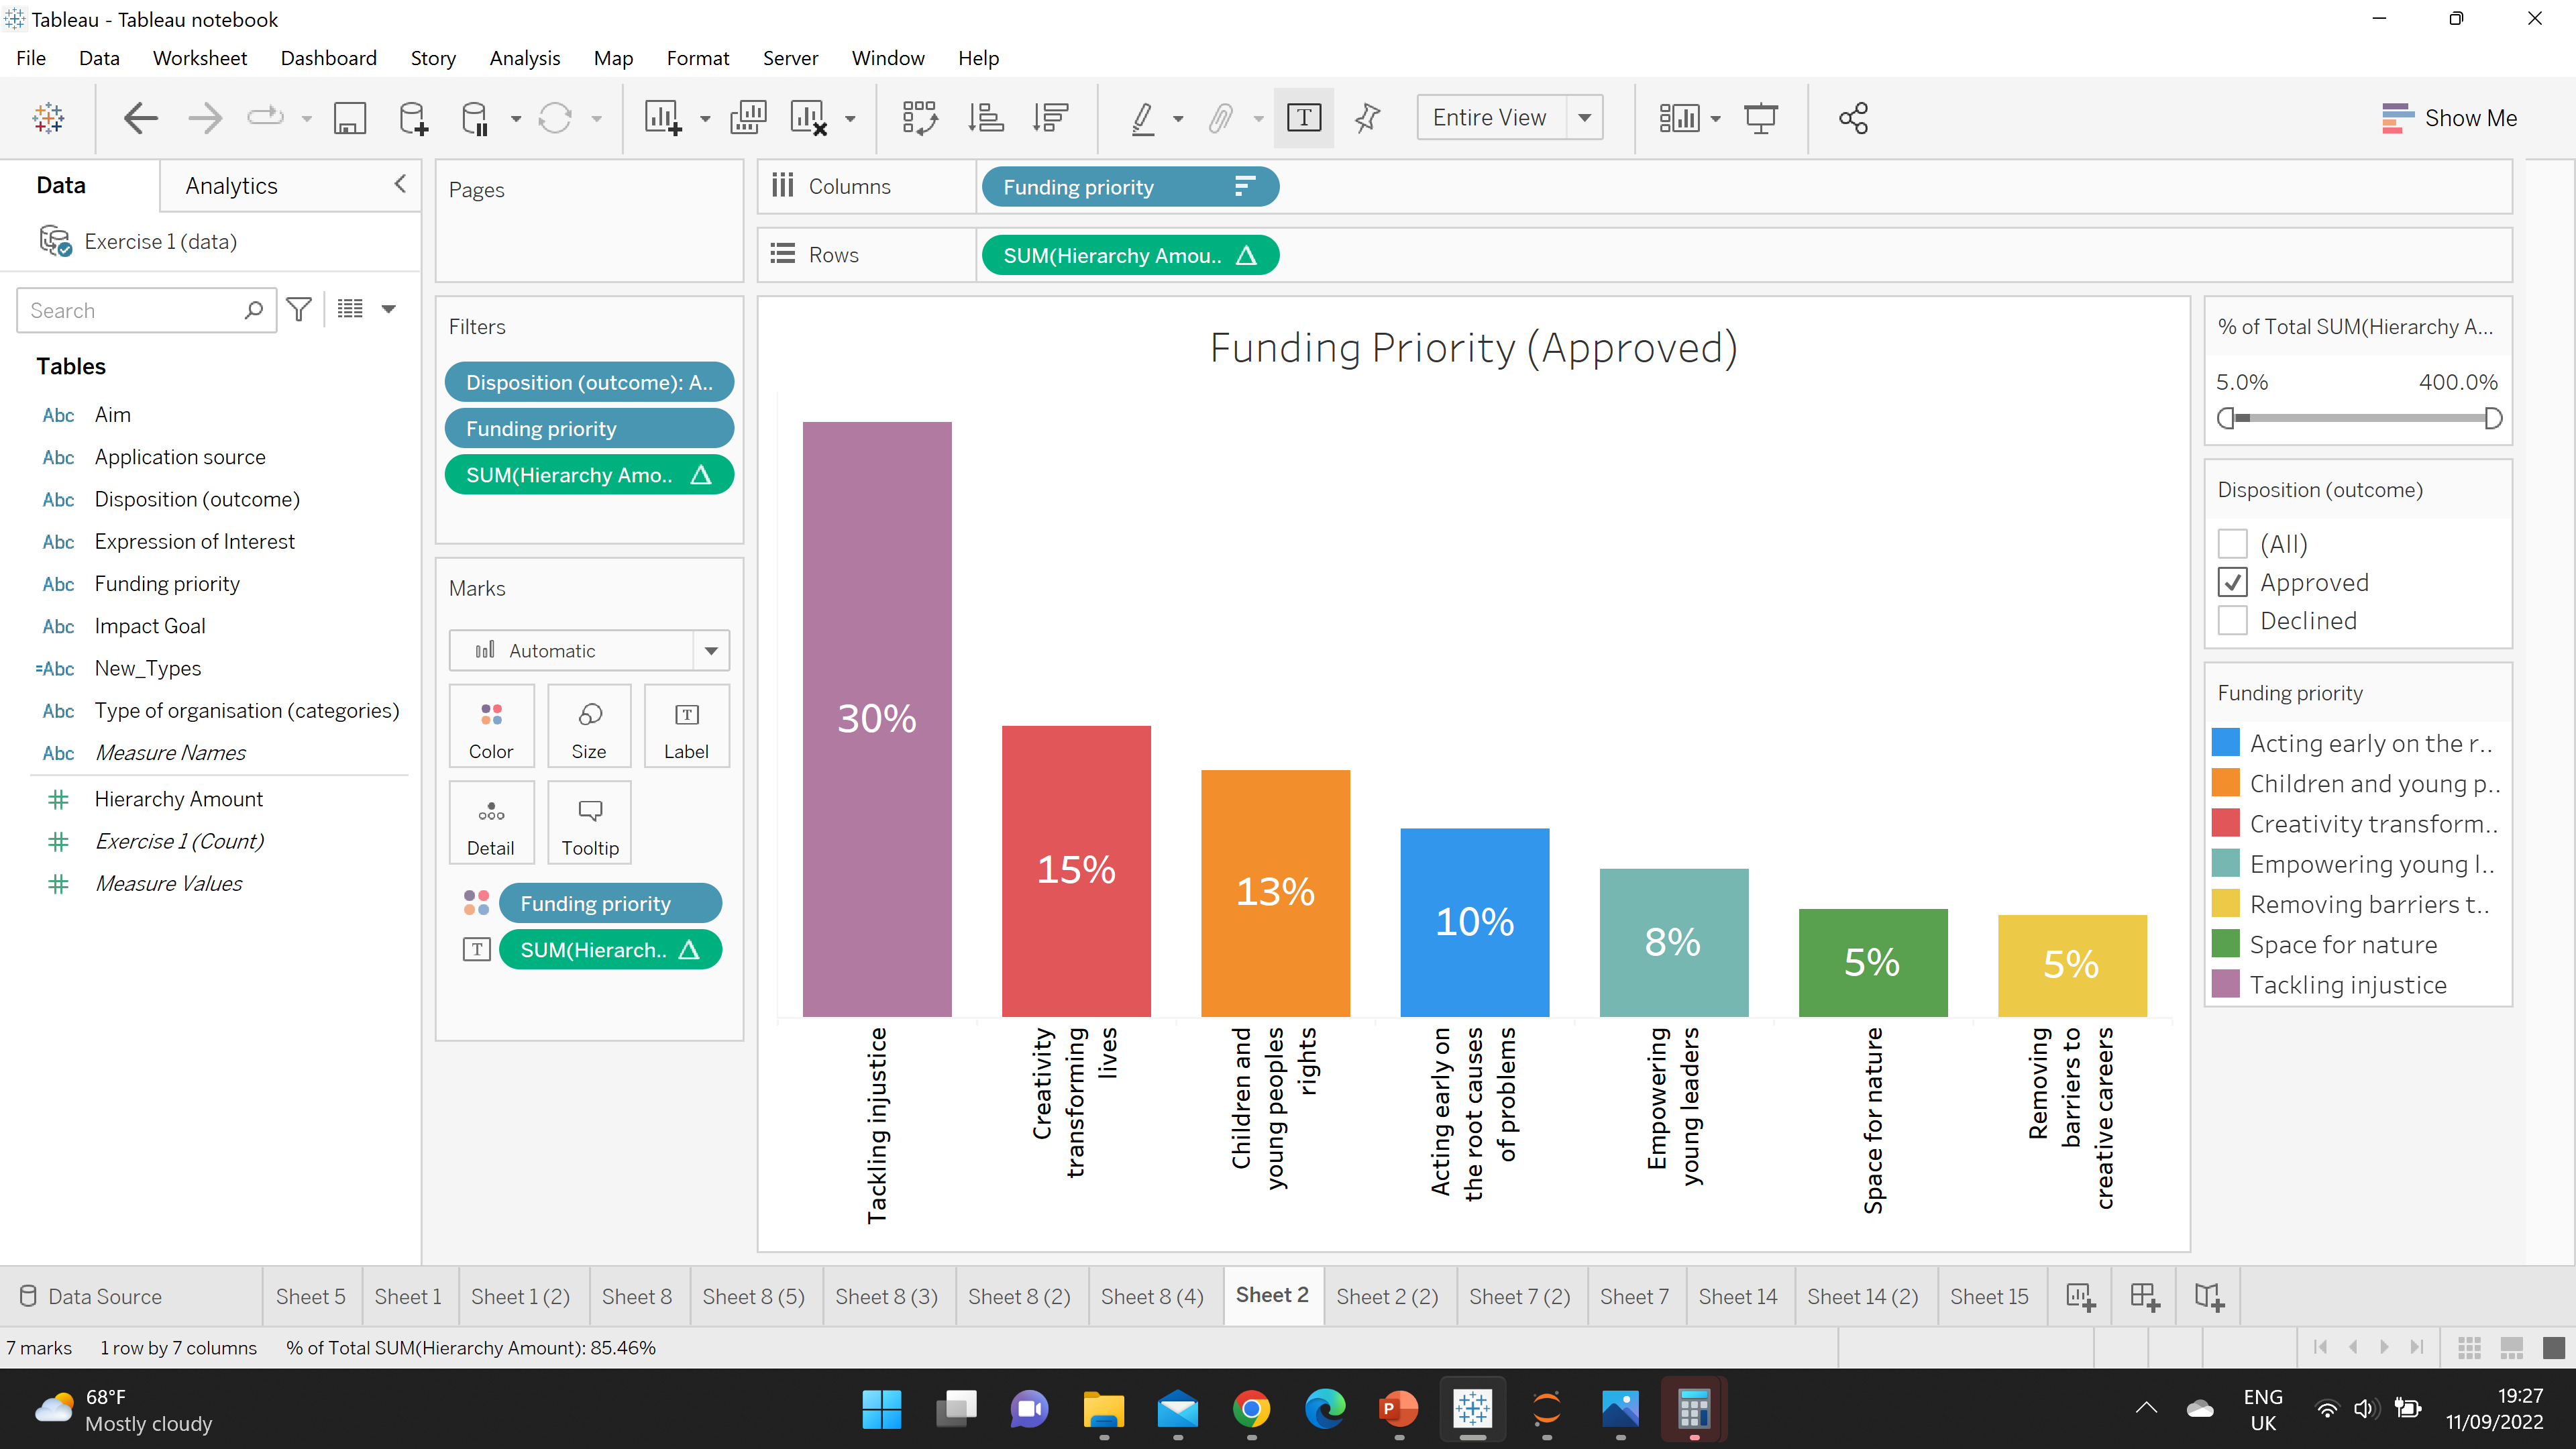 Tableau - Tableau notebook
File Data Worksheet Dashboard Story Analysis Map Format Server Window Help
Entire View
Show Me
Data Analytics
Exercise 1 (data)
Search
Tables
Abc Aim
Abc Application source
Abc Disposition (outcome)
Abc Expression of Interest
Abc Funding priority
Abc Impact Goal
=Abc New_Types
Abc Type of organisation (categories)
Abc Measure Names
# Hierarchy Amount
# Exercise 1 (Count)
# Measure Values
Pages
Filters
Disposition (outcome): A..
Funding priority
SUM(Hierarchy Amo..
Marks
Automatic
Color Size Label
Detail Tooltip
Funding priority
T SUM(Hierarch..
Columns Funding priority
Rows SUM(Hierarchy Amou..
Funding Priority (Approved)
30%
15%
13%
10%
8%
5%
5%
Tackling injustice
Creativity
transforming
lives
Children and
young peoples
rights
Acting early on
the root causes
of problems
Empowering
young leaders
Space for nature
Removing
barriers to
creative careers
% of Total SUM(Hierarchy A...
5.0% 400.0%
Disposition (outcome)
(All)
Approved
Declined
Funding priority
Acting early on the r..
Children and young p..
Creativity transform..
Empowering young l..
Removing barriers t..
Space for nature
Tackling injustice
Data Source Sheet 5 Sheet 1 Sheet 1 (2) Sheet 8 Sheet 8 (5) Sheet 8 (3) Sheet 8 (2) Sheet 8 (4) Sheet 2 Sheet 2 (2) Sheet 7 (2) Sheet 7 Sheet 14 Sheet 14 (2) Sheet 15
7 marks 1 row by 7 columns % of Total SUM(Hierarchy Amount): 85.46%
68°F
Mostly cloudy
ENG
UK
19:27
11/09/2022